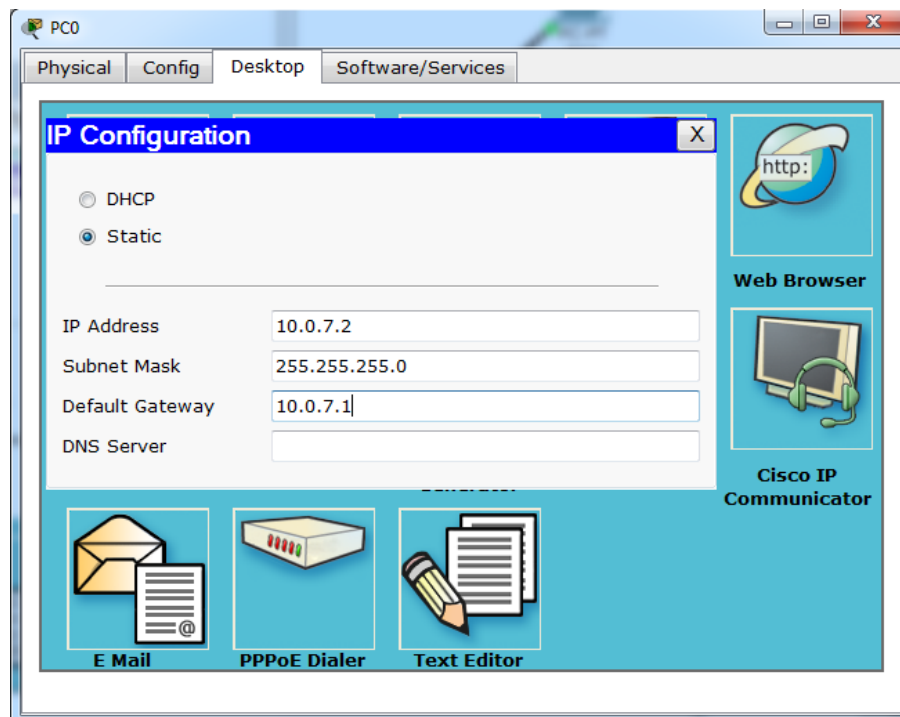 PC0
Physical Config Desktop Software/Services
IP Configuration X
DHCP
Static
IP Address 10.0.7.2
Subnet Mask 255.255.255.0
Default Gateway 10.0.7.1
DNS Server
http:
Web Browser
Cisco IP
Communicator
@
E Mail PPPoE Dialer Text Editor